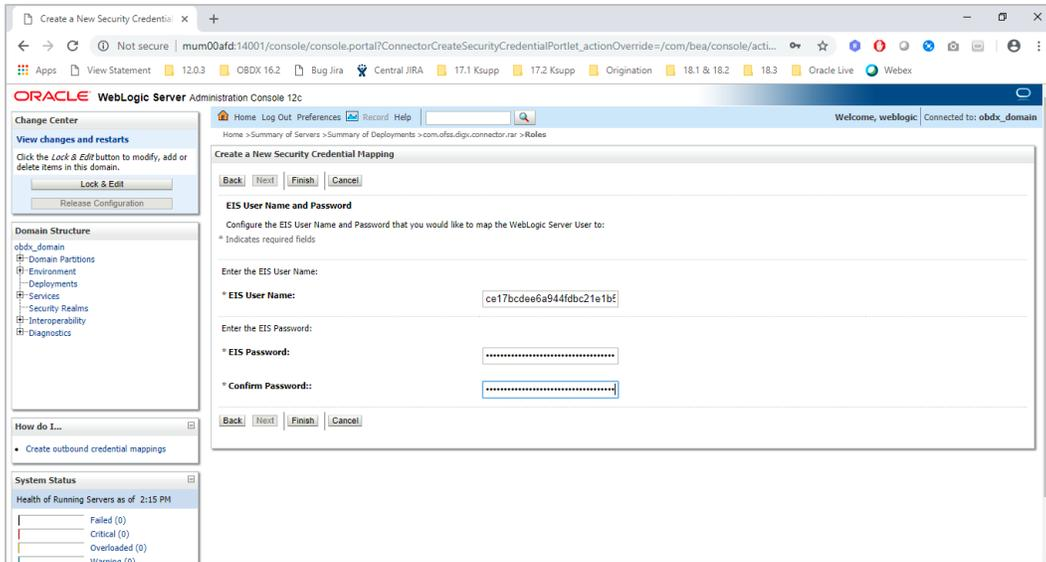 Create a New Security Credential
Not secure | mum00afd:14001/console/console.portal?ConnectorCreateSecurityCredentialPortlet_actionOverride=/com/bea/console/acti...
Apps View Statement 12.0.3 OBDX 16.2 Bug Jira Central JIRA 17.1 Ksupp 17.2 Ksupp Origination 18.1 & 18.2 18.3 Oracle Live Webex
ORACLE WebLogic Server Administration Console 12c
Change Center
View changes and restarts
Click the Lock & Edit button to modify, add or
delete items in this domain.
Lock & Edit
Release Configuration
Domain Structure
obdx_domain
Domain Partitions
Environment
Deployments
Services
Security Realms
Interoperability
Diagnostics
How do I...
Create outbound credential mappings
System Status
Health of Running Servers as of 2:15 PM
Failed (0)
Critical (0)
Overloaded (0)
Warning (0)
Home Log Out Preferences Record Help
Welcome, weblogic Connected to: obdx_domain
Home >Summary of Servers >Summary of Deployments >com.ofss.digx.connector.rar >Roles
Create a New Security Credential Mapping
Back Next Finish Cancel
EIS User Name and Password
Configure the EIS User Name and Password that you would like to map the WebLogic Server User to:
* Indicates required fields
Enter the EIS User Name:
* EIS User Name: ce17bcdee6a944fdbc21e1b5
Enter the EIS Password:
* EIS Password:
* Confirm Password::
Back Next Finish Cancel